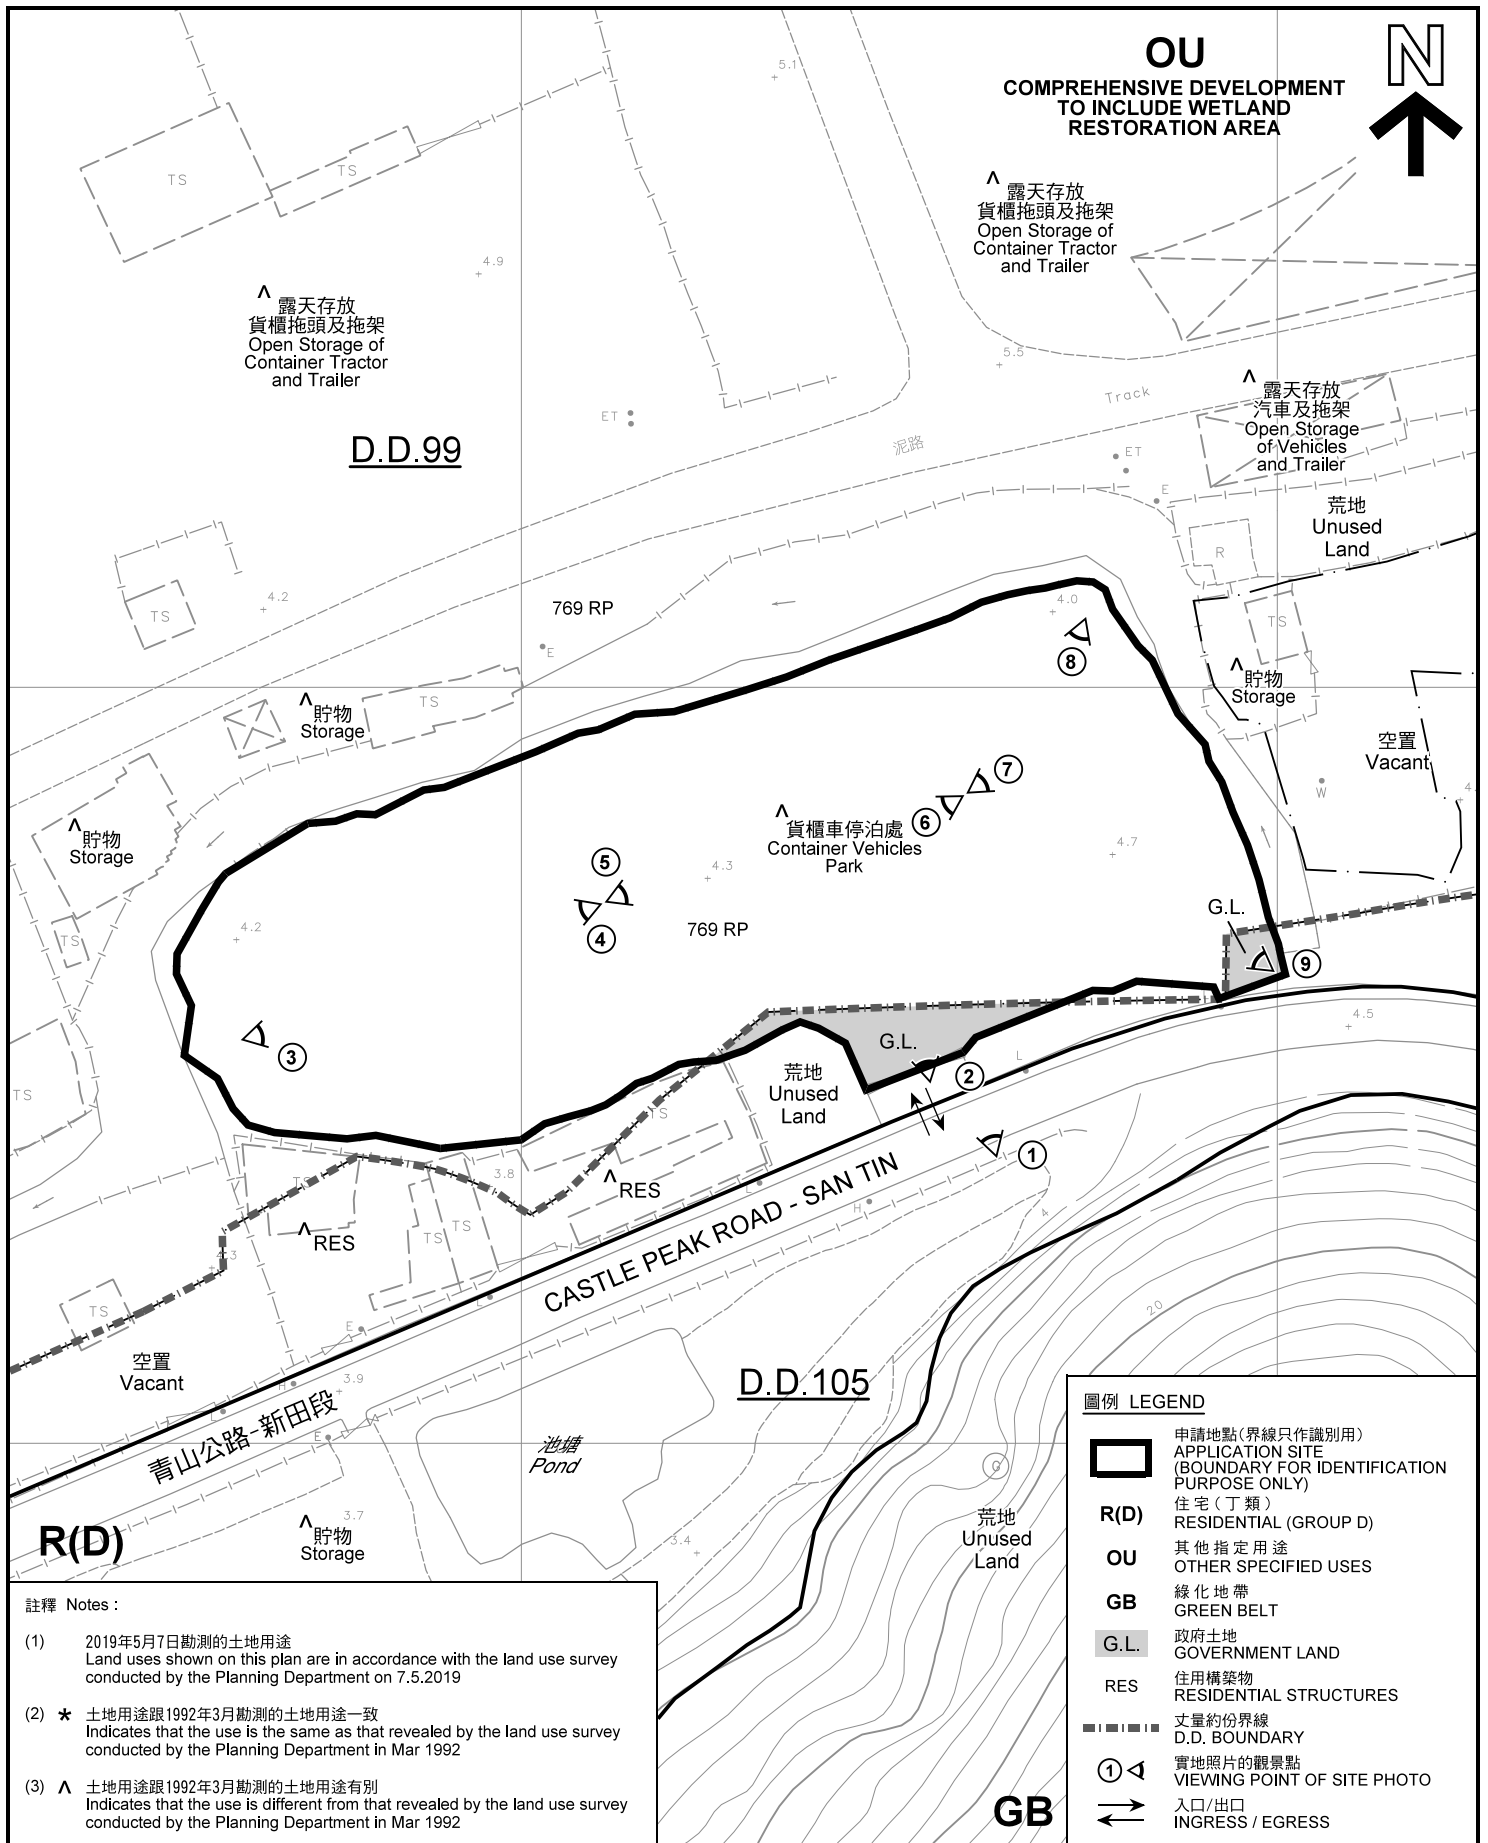 OU
COMPREHENSIVE DEVELOPMENT
TO INCLUDE WETLAND
RESTORATION AREA
N
5.1
TS
TS
^
露天存放
貨櫃拖頭及拖架
Open Storage of
Container Tractor
and Trailer
4.9
^
露天存放
貨櫃拖頭及拖架
Open Storage of
Container Tractor
and Trailer
5.5
Track
泥路
^
露天存放
汽車及拖架
Open Storage
of Vehicles
and Trailer
ET
D.D.99
ET
E
荒地
Unused
Land
R
TS
4.2
TS
769 RP
E
4.0
8
TS
^
貯物
Storage
^
貯物
Storage
空置
Vacant
W
4.
7
6
^
貨櫃車停泊處
Container Vehicles
Park
4.7
^
貯物
Storage
5
4.3
4
769 RP
4.2
TS
G.L.
9
4.5
3
G.L.
2
L
荒地
Unused
Land
TS
TS
1
3.8
^
RES
TS
^
RES
TS
TS
4.3
TS
L
H
4
CASTLE PEAK ROAD - SAN TIN
L
E
20
空置
Vacant
H
3.9
L
E
青山公路-新田段
D.D.105
池塘
Pond
G
R(D)
^
貯物
Storage
3.7
3.4
荒地
Unused
Land
GB
註釋 Notes :
(1) 2019年5月7日勘測的土地用途
Land uses shown on this plan are in accordance with the land use survey
conducted by the Planning Department on 7.5.2019
(2) * 土地用途跟1992年3月勘測的土地用途一致
Indicates that the use is the same as that revealed by the land use survey
conducted by the Planning Department in Mar 1992
(3) ^ 土地用途跟1992年3月勘測的土地用途有別
Indicates that the use is different from that revealed by the land use survey
conducted by the Planning Department in Mar 1992
圖例 LEGEND
申請地點(界線只作識別用)
APPLICATION SITE
(BOUNDARY FOR IDENTIFICATION
PURPOSE ONLY)
R(D) 住宅(丁類)
RESIDENTIAL (GROUP D)
OU 其他指定用途
OTHER SPECIFIED USES
GB 綠化地帶
GREEN BELT
G.L. 政府土地
GOVERNMENT LAND
RES 住用構築物
RESIDENTIAL STRUCTURES
丈量約份界線
D.D. BOUNDARY
1 實地照片的觀景點
VIEWING POINT OF SITE PHOTO
入口/出口
INGRESS / EGRESS